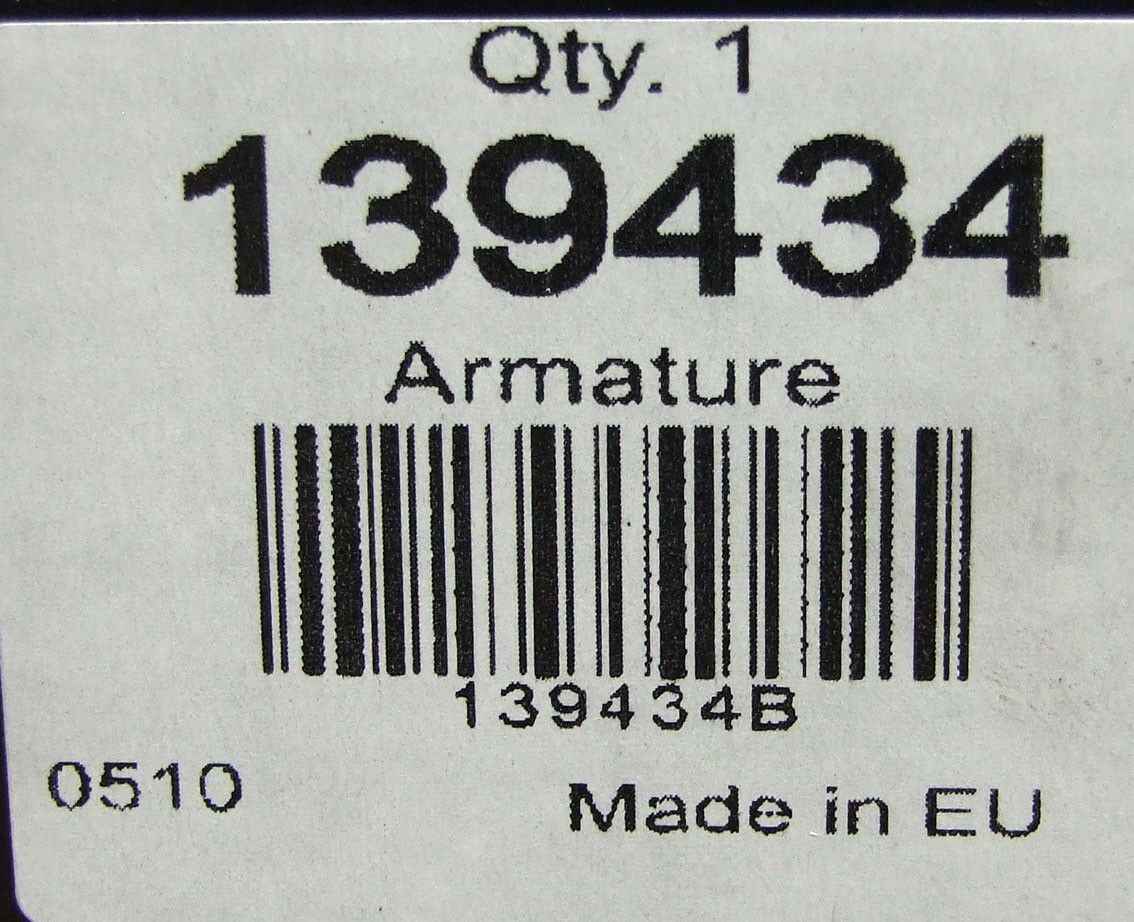 Qty. 1
139434
Armature
139434B
0510
Made in EU